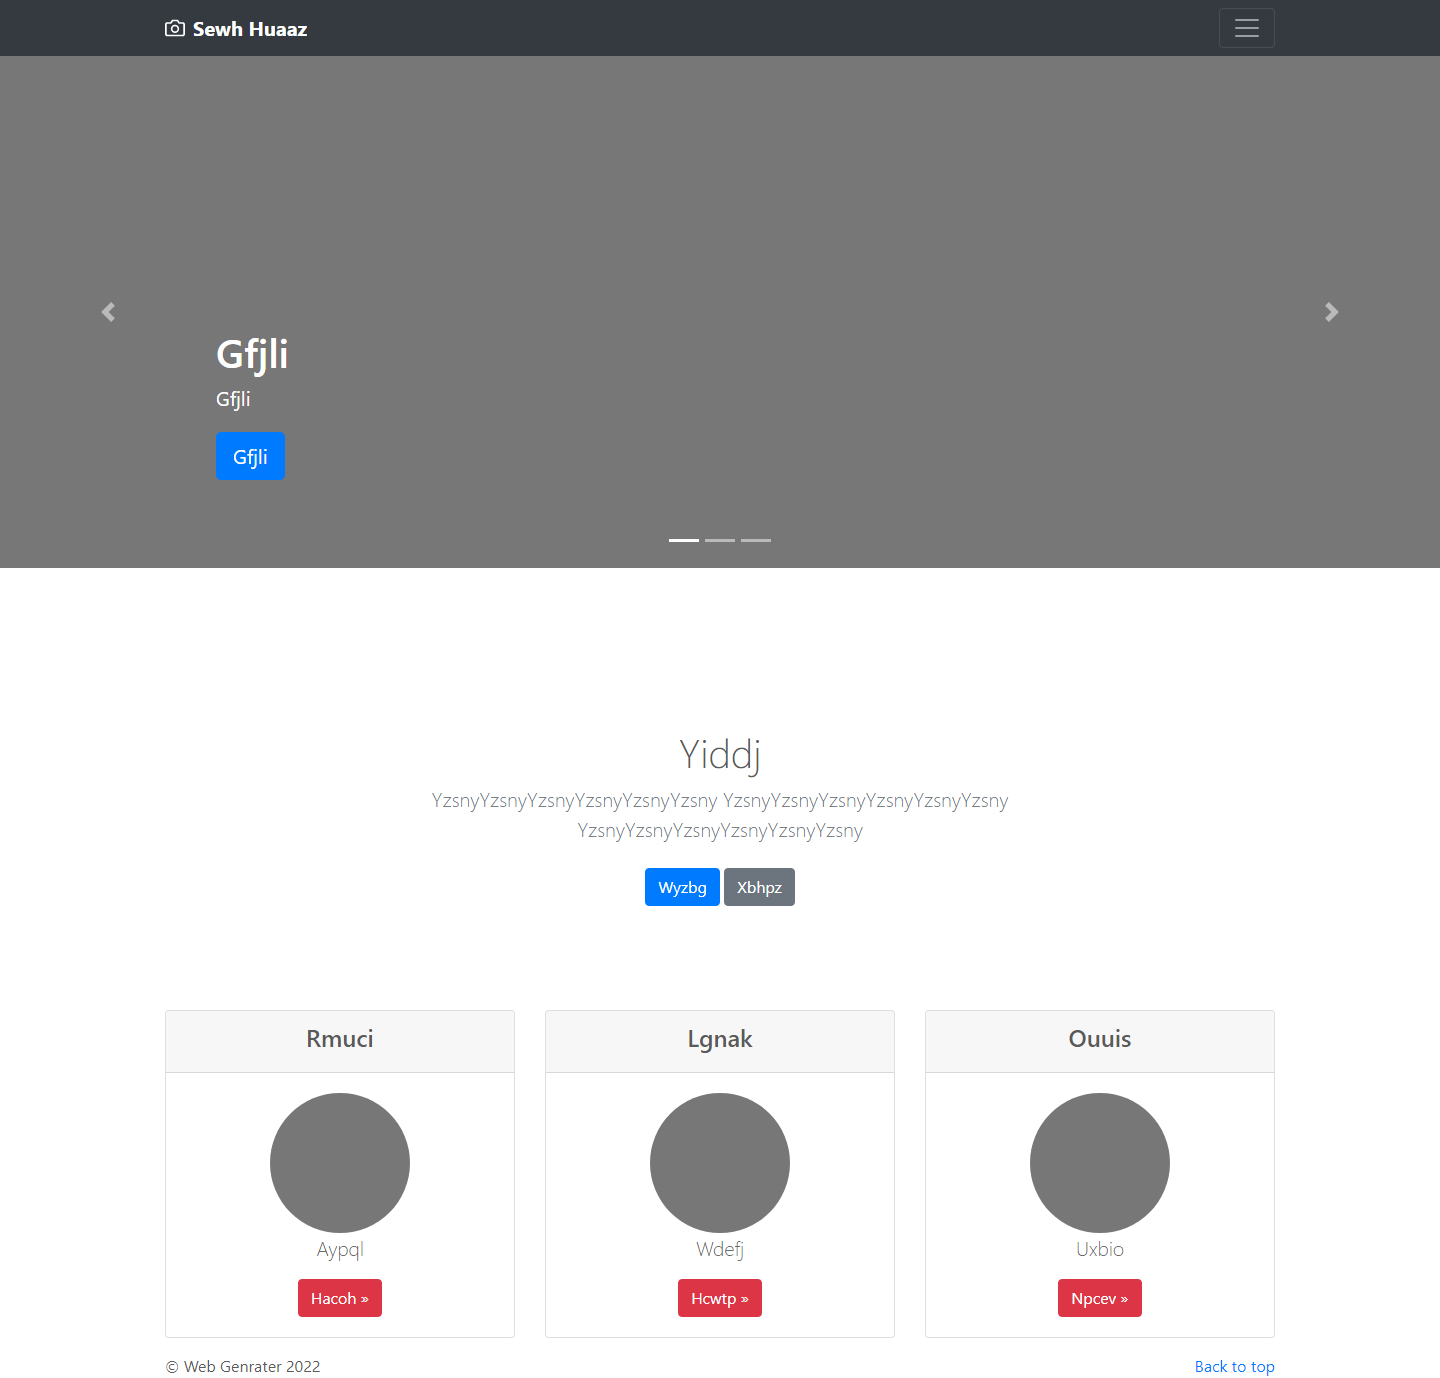 Sewh Huaaz
Gfjli
Gfjli
Gfjli
Yiddj
YzsnyYzsnyYzsnyYzsnyYzsnyYzsny YzsnyYzsnyYzsnyYzsnyYzsnyYzsny
YzsnyYzsnyYzsnyYzsnyYzsnyYzsny
Wyzbg Xbhpz
Rmuci
Aypql
Hacoh »
Lgnak
Wdefj
Hcwtp »
Ouuis
Uxbio
Npcev »
© Web Genrater 2022
Back to top